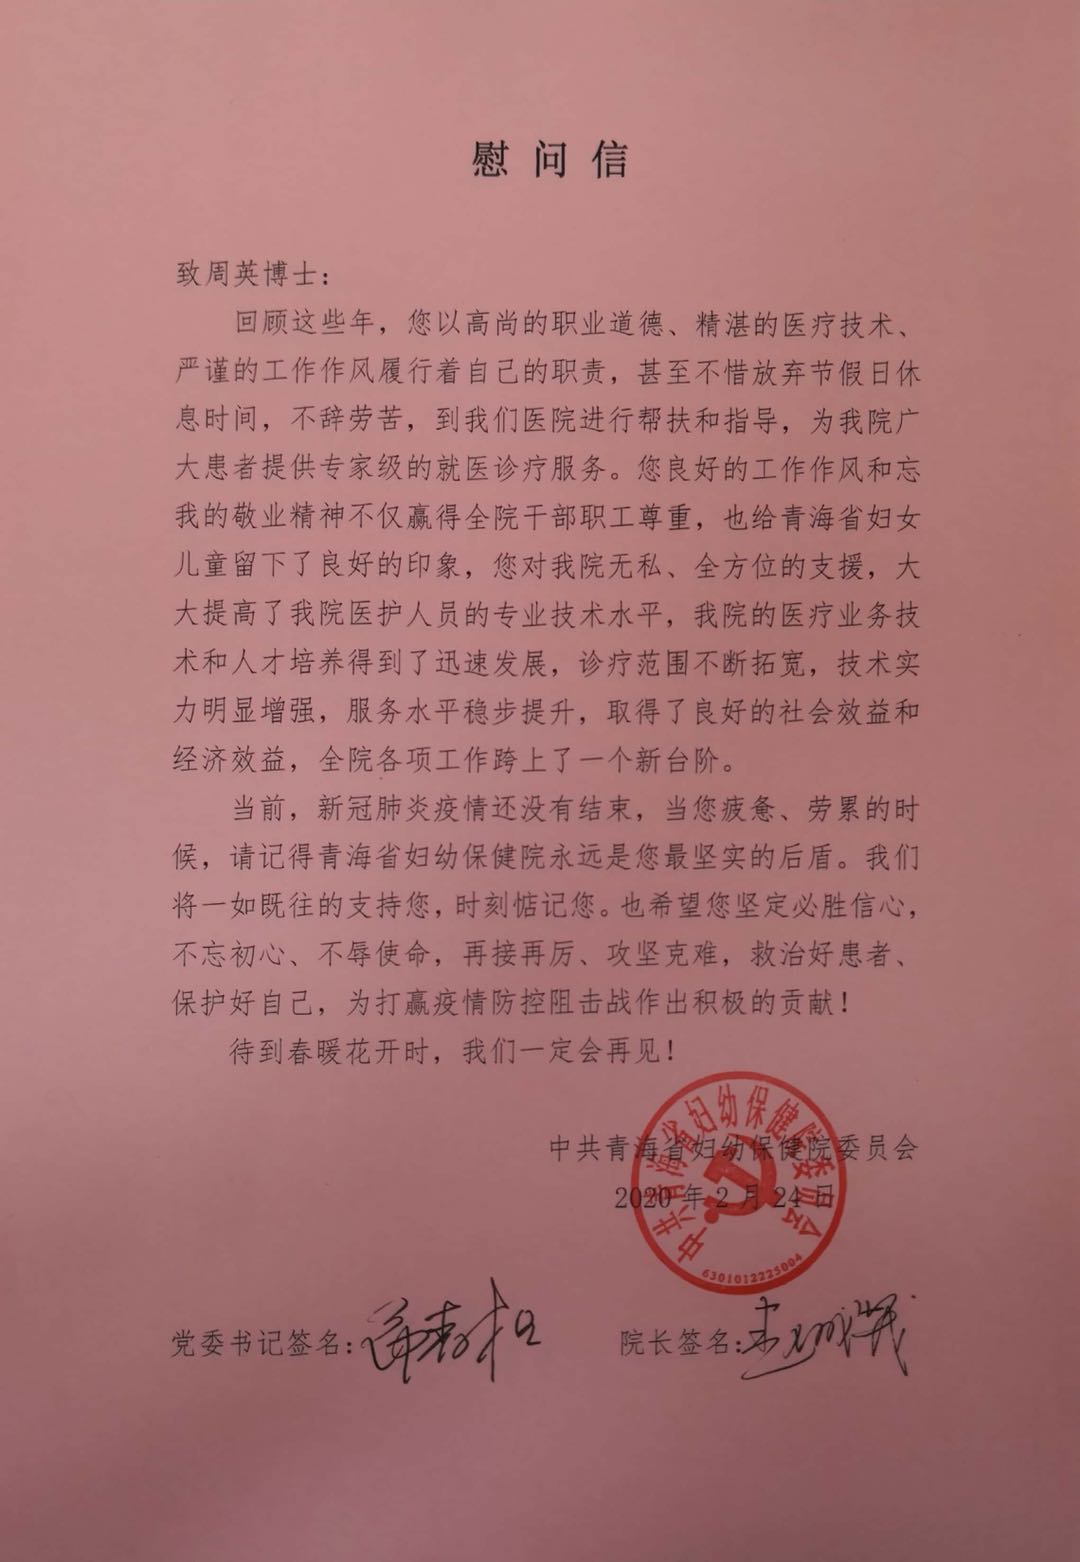 慰问信
致周英博士：
回顾这些年，您以高尚的职业道德、精湛的医疗技术、
严谨的工作作风履行着自己的职责，甚至不惜放弃节假日休
息时间，不辞劳苦，到我们医院进行帮扶和指导，为我院广
大患者提供专家级的就医诊疗服务。您良好的工作作风和忘
我的敬业精神不仅赢得全院干部职工尊重，也给青海省妇女
儿童留下了良好的印象，您对我院无私、全方位的支援，大
大提高了我院医护人员的专业技术水平，我院的医疗业务技
术和人才培养得到了迅速发展，诊疗范围不断拓宽，技术实
力明显增强，服务水平稳步提升，取得了良好的社会效益和
经济效益，全院各项工作跨上了一个新台阶。
当前，新冠肺炎疫情还没有结束，当您疲惫、劳累的时
候，请记得青海省妇幼保健院永远是您最坚实的后盾。我们
将一如既往的支持您，时刻惦记您。也希望您坚定必胜信心，
不忘初心、不辱使命，再接再厉、攻坚克难，救治好患者、
保护好自己，为打赢疫情防控阻击战作出积极的贡献！
待到春暖花开时，我们一定会再见！
中共青海省妇幼保健院委员会
2020年2月24日
中共青海省妇幼保健院委员会
6301012225004
党委书记签名：
院长签名：